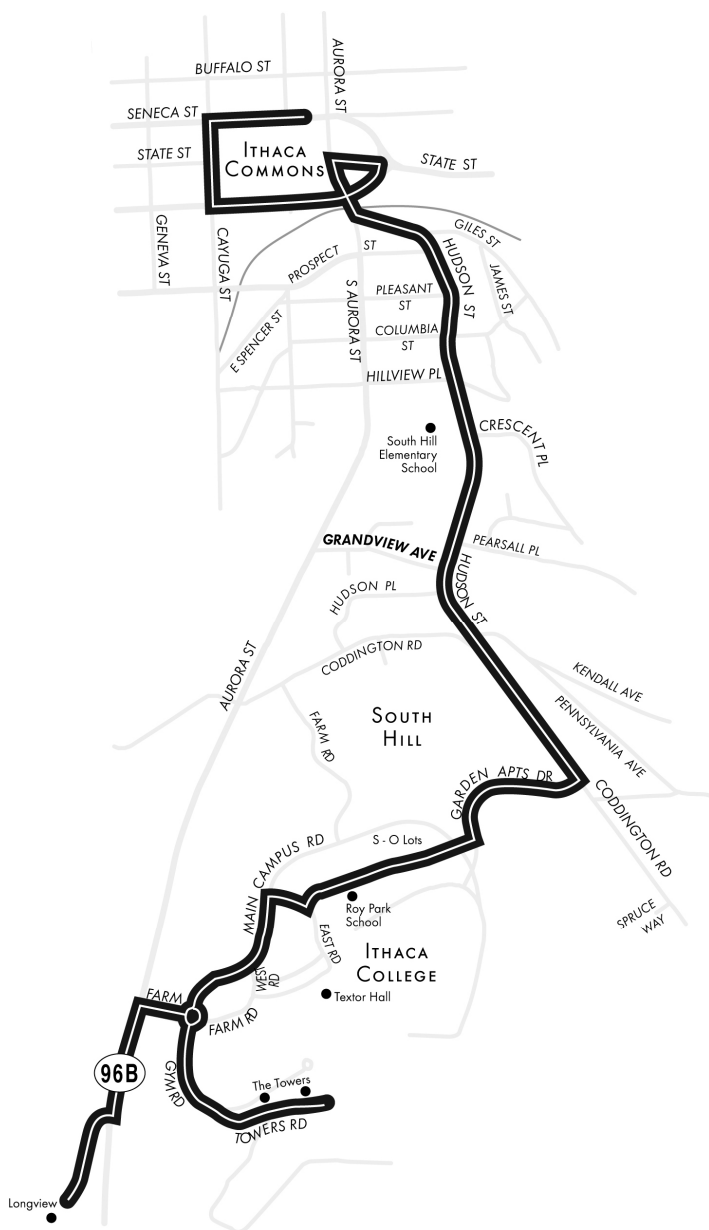 BUFFALO ST
AURORA ST
SENECA ST
STATE ST
ITHACA
COMMONS
STATE ST
GENEVA ST
CAYUGA ST
PROSPECT ST
GILES ST
HUDSON ST
JAMES ST
S AURORA ST
PLEASANT
ST
E SPENCER ST
COLUMBIA
ST
HILLVIEW PL
CRESCENT PL
South Hill
Elementary
School
GRANDVIEW AVE
PEARSALL PL
HUDSON ST
HUDSON PL
CODDINGTON RD
AURORA ST
KENDALL AVE
PENNSYLVANIA AVE
FARM RD
SOUTH
HILL
GARDEN APTS DR
CODDINGTON RD
S - O Lots
MAIN CAMPUS RD
Roy Park
School
SPRUCE
WAY
EAST RD
ITHACA
COLLEGE
WEST
RD
Textor Hall
FARM
FARM RD
96B
GYM RD
The Towers
TOWERS RD
Longview